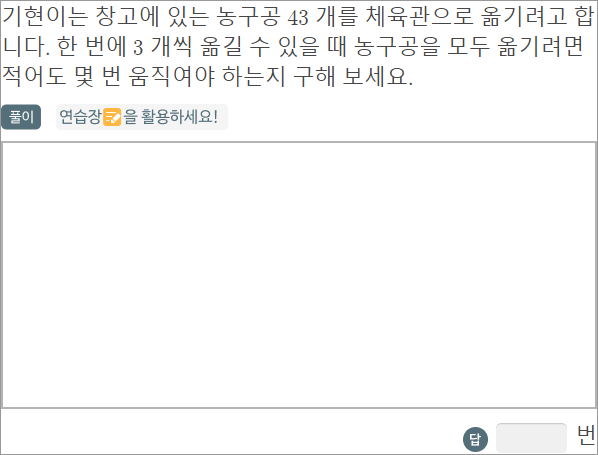 기현이는 창고에 있는 농구공 43 개를 체육관으로 옮기려고 합
니다. 한 번에 3 개씩 옮길 수 있을 때 농구공을 모두 옮기려면
적어도 몇 번 움직여야 하는지 구해 보세요.
풀이 연습장을 활용하세요!
답 번